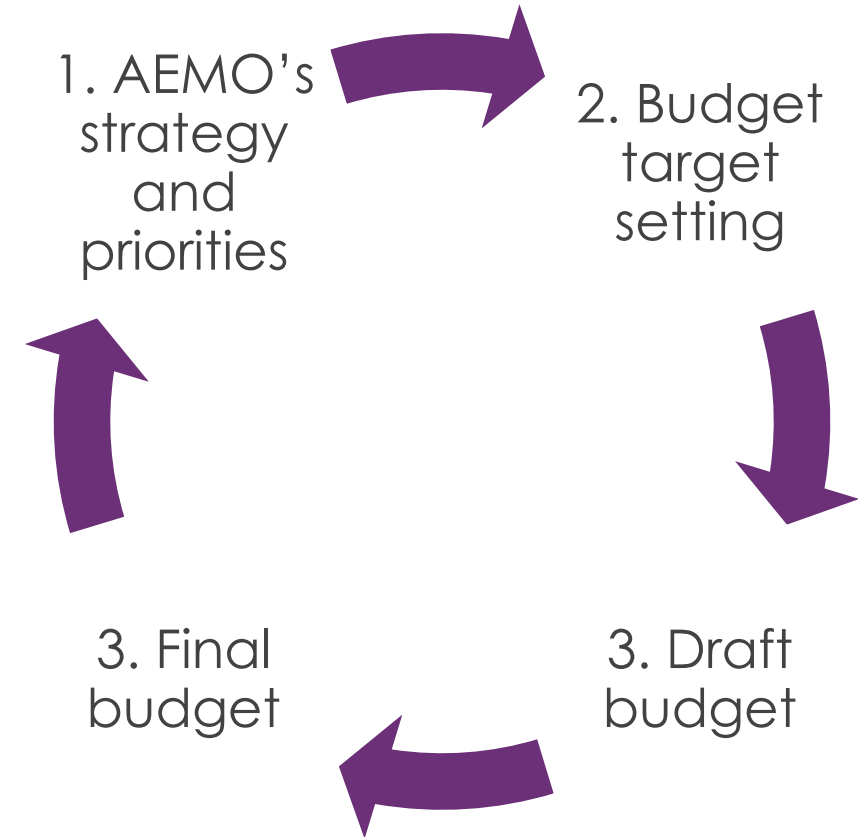 1. AEMO’s
strategy
and
priorities
2. Budget
target
setting
3. Draft
budget
3. Final
budget